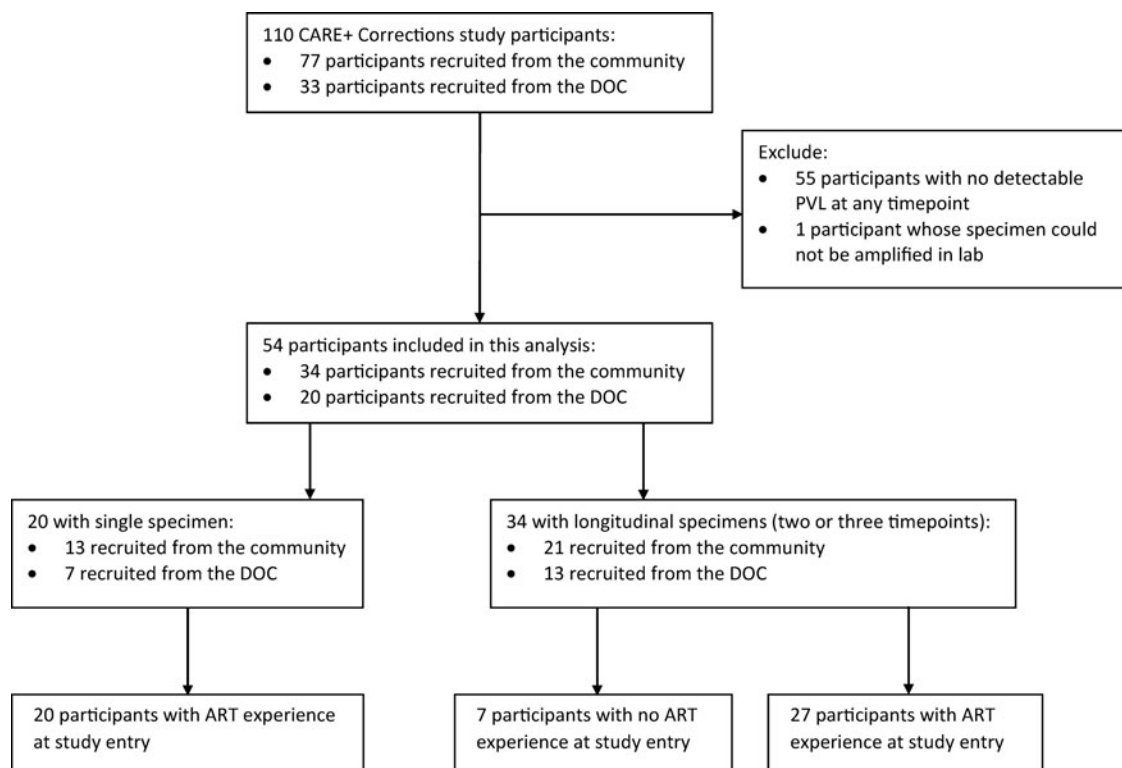 110 CARE+ Corrections study participants:
• 77 participants recruited from the community
• 33 participants recruited from the DOC
Exclude:
• 55 participants with no detectable
PVL at any timepoint
• 1 participant whose specimen could
not be amplified in lab
54 participants included in this analysis:
• 34 participants recruited from the community
• 20 participants recruited from the DOC
20 with single specimen:
• 13 recruited from the community
• 7 recruited from the DOC
34 with longitudinal specimens (two or three timepoints):
• 21 recruited from the community
• 13 recruited from the DOC
20 participants with ART experience
at study entry
7 participants with no ART
experience at study entry
27 participants with ART
experience at study entry